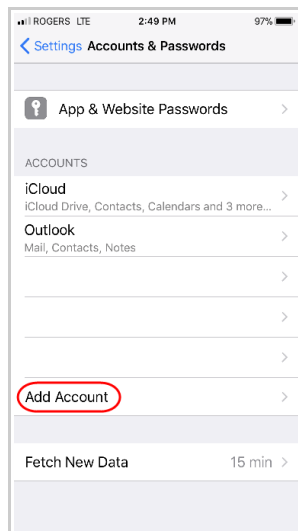 ROGERS LTE 2:49 PM 97%
Settings Accounts & Passwords
App & Website Passwords
ACCOUNTS
iCloud
iCloud Drive, Contacts, Calendars and 3 more...
Outlook
Mail, Contacts, Notes
Add Account
Fetch New Data 15 min